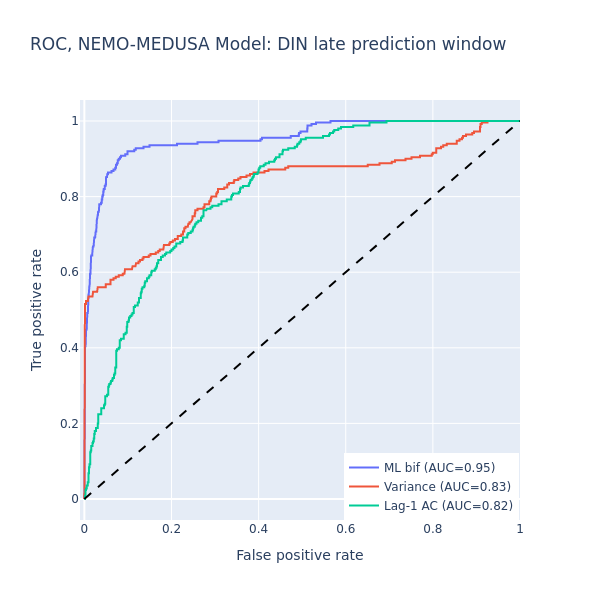 ROC, NEMO-MEDUSA Model: DIN late prediction window
1
0.8
0.6
0.4
0.2
0
True positive rate
0
0.2
0.4
0.6
0.8
1
False positive rate
ML bif (AUC=0.95)
Variance (AUC=0.83)
Lag-1 AC (AUC=0.82)